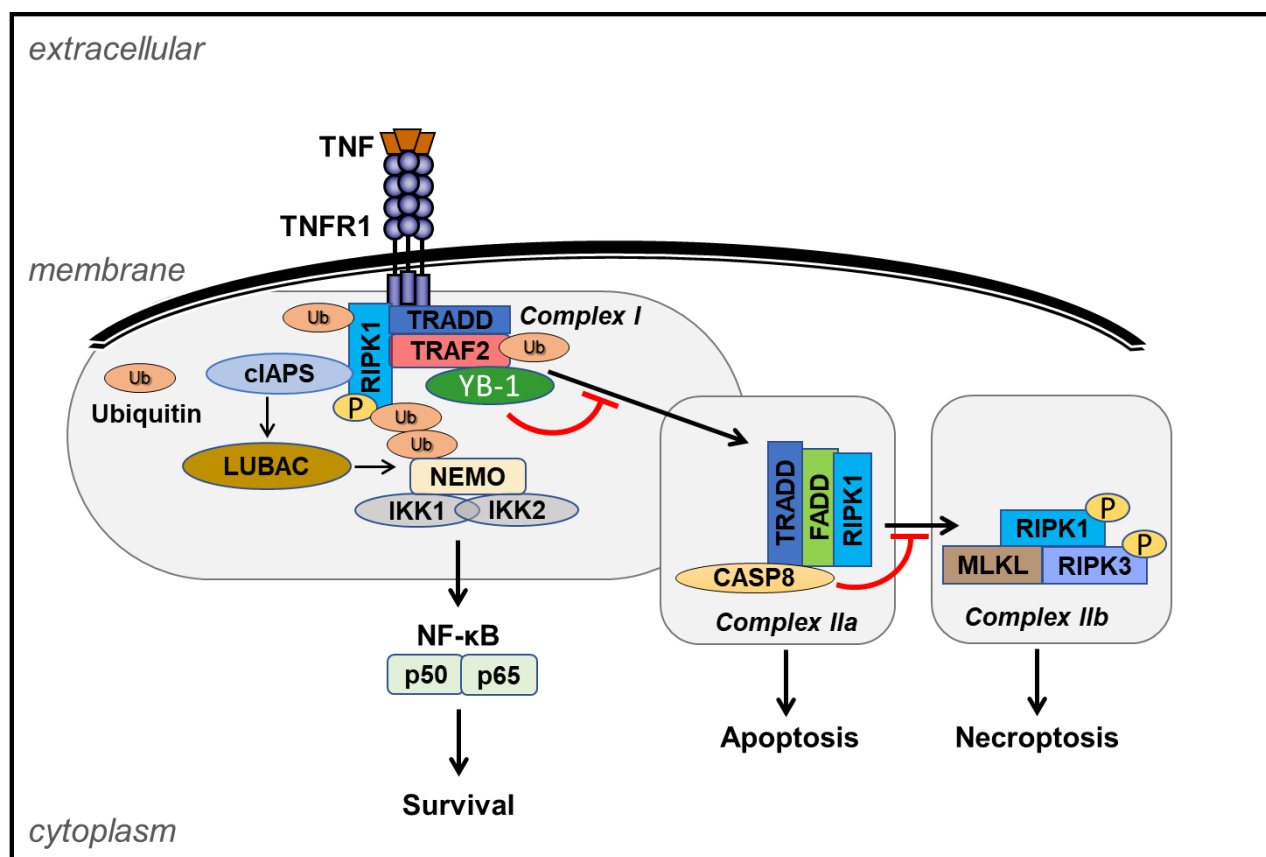 extracellular
TNF
TNFR1
membrane
Complex I
Ub
RIPK1
TRADD
TRAF2
Ub
YB-1
cIAPS
Ub
Ubiquitin
P
Ub
Ub
LUBAC
NEMO
IKK1
IKK2
TRADD
FADD
RIPK1
CASP8
Complex IIa
RIPK1
P
MLKL
RIPK3
P
Complex IIb
NF-κB
p50
p65
Survival
Apoptosis
Necroptosis
cytoplasm